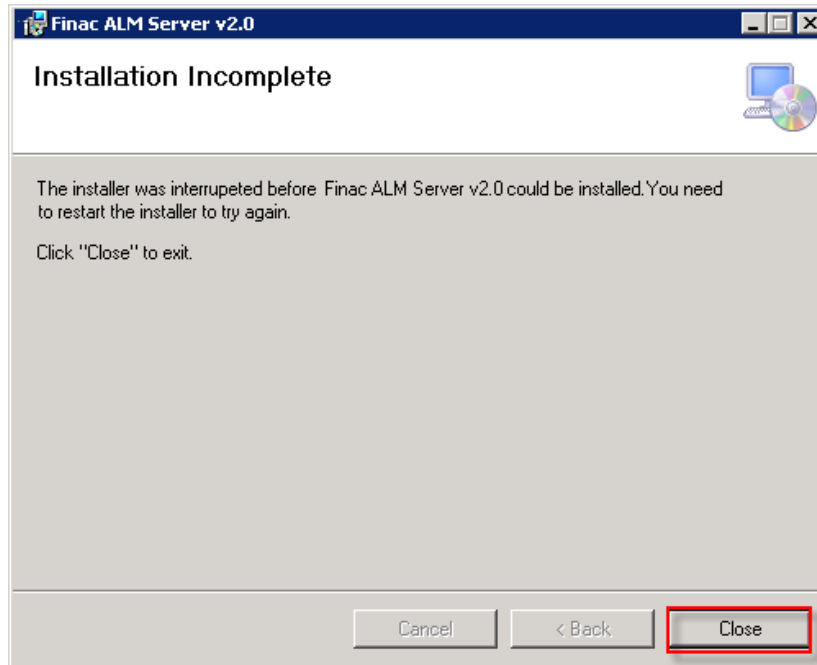 Finac ALM Server v2.0
Installation Incomplete
The installer was interrupeted before Finac ALM Server v2.0 could be installed.You need
to restart the installer to try again.
Click "Close" to exit.
Cancel
< Back
Close